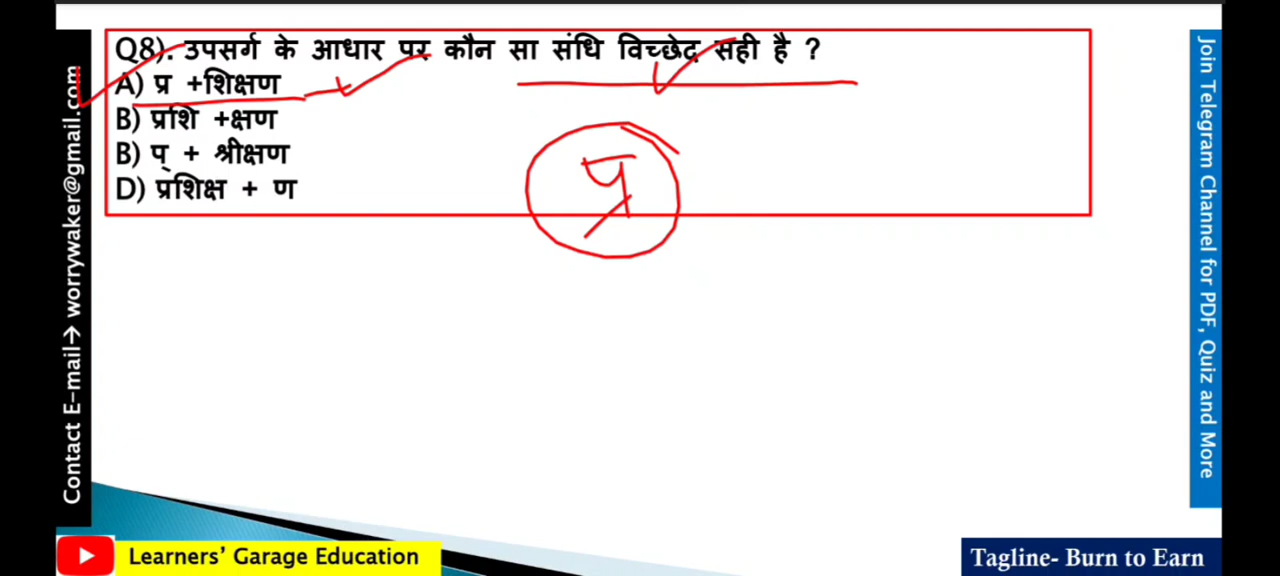 Q8). उपसर्ग के आधार पर कौन सा संधि विच्छेद सही है ?
A) प्र +शिक्षण
B) प्रशि +क्षण
B) प् + श्रीक्षण
D) प्रशिक्ष + ण
प्र
Contact E-mail→ worrywaker@gmail.com
Join Telegram Channel for PDF, Quiz and More
Learners’ Garage Education
Tagline- Burn to Earn